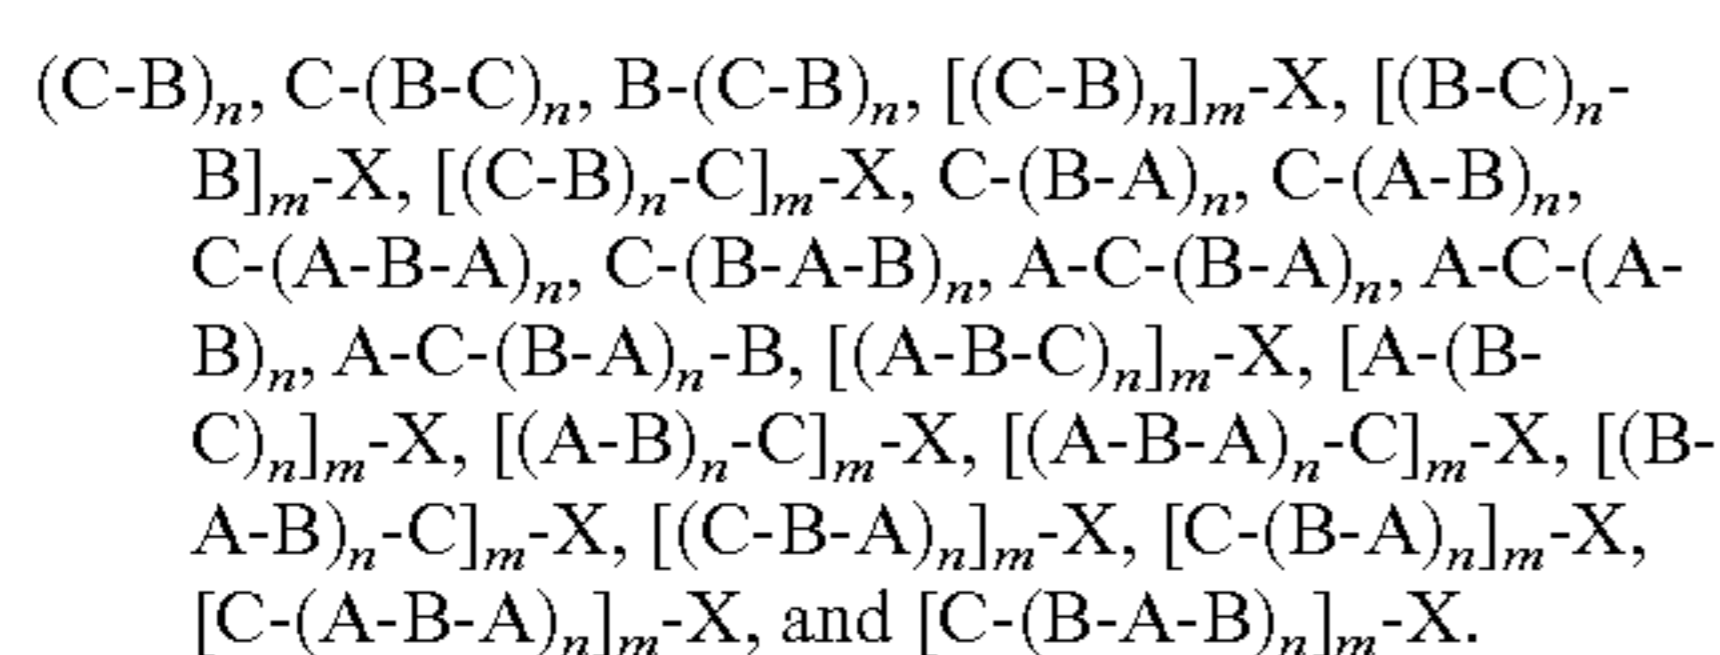 (C-B)n, C-(B-C)n, B-(C-B)n, [(C-B)n]m-X, [(B-C)n-
B]m-X, [(C-B)n-C]m-X, C-(B-A)n, C-(A-B)n,
C-(A-B-A)n, C-(B-A-B)n, A-C-(B-A)n, A-C-(A-
B)n, A-C-(B-A)n-B, [(A-B-C)n]m-X, [A-(B-
C)n]m-X, [(A-B)n-C]m-X, [(A-B-A)n-C]m-X, [(B-
A-B)n-C]m-X, [(C-B-A)n]m-X, [C-(B-A)n]m-X,
[C-(A-B-A)n]m-X, and [C-(B-A-B)n]m-X.